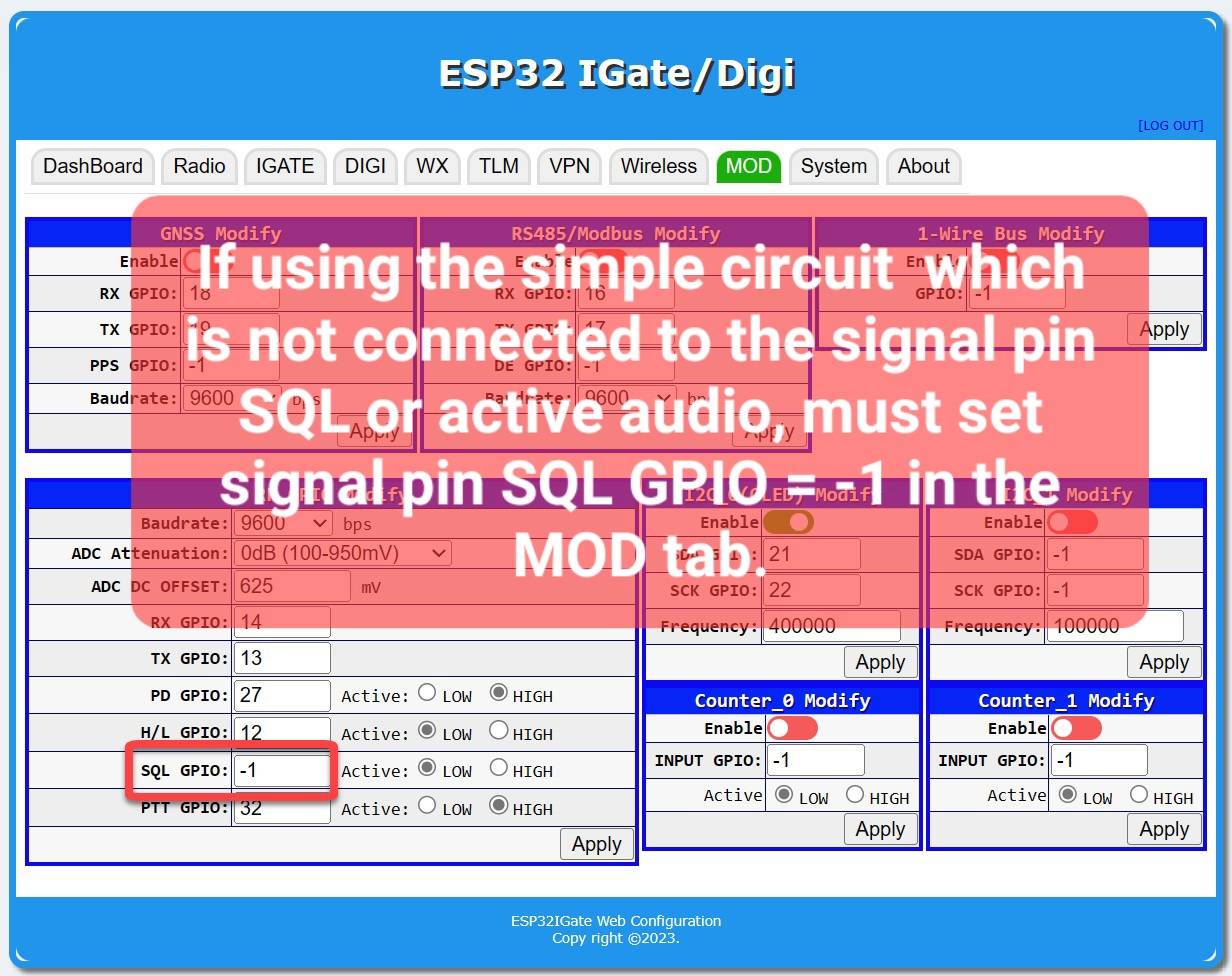 ESP32 IGate/Digi
[LOG OUT]
DashBoard Radio IGATE DIGI WX TLM VPN Wireless MOD System About
If using the simple circuit which
is not connected to the signal pin
SQL or active audio, must set
signal pin SQL GPIO = -1 in the
MOD tab.
GNSS Modify
Enable
RX GPIO: 18
TX GPIO: 19
PPS GPIO: -1
Baudrate: 9600 bps
Apply
RS485/Modbus Modify
Enable
RX GPIO: 16
TX GPIO: 17
DE GPIO: -1
Baudrate: 9600 bps
Apply
1-Wire Bus Modify
Enable
GPIO: -1
Apply
Modify
Baudrate: 9600 bps
ADC Attenuation: 0dB (100-950mV)
ADC DC OFFSET: 625 mV
RX GPIO: 14
TX GPIO: 13
PD GPIO: 27 Active: LOW HIGH
H/L GPIO: 12 Active: LOW HIGH
SQL GPIO: -1 Active: LOW HIGH
PTT GPIO: 32 Active: LOW HIGH
Apply
I2C_0(OLED) Modify
Enable
SDA GPIO: 21
SCK GPIO: 22
Frequency: 400000
Apply
Modify
Enable
SDA GPIO: -1
SCK GPIO: -1
Frequency: 100000
Apply
Counter_0 Modify
Enable
INPUT GPIO: -1
Active LOW HIGH
Apply
Counter_1 Modify
Enable
INPUT GPIO: -1
Active LOW HIGH
Apply
ESP32IGate Web Configuration
Copy right ©2023.